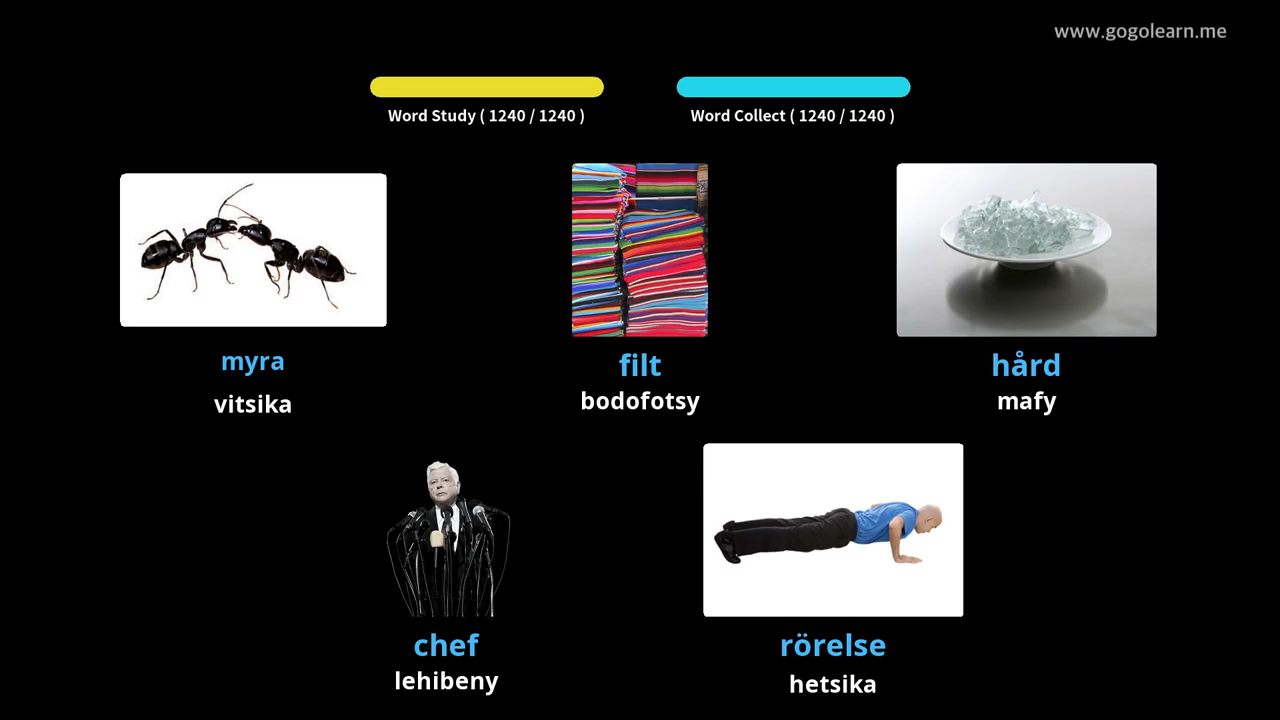 www.gogolearn.me
Word Study ( 1240 / 1240 )
Word Collect ( 1240 / 1240 )
myra
vitsika
filt
bodofotsy
hård
mafy
chef
lehibeny
rörelse
hetsika